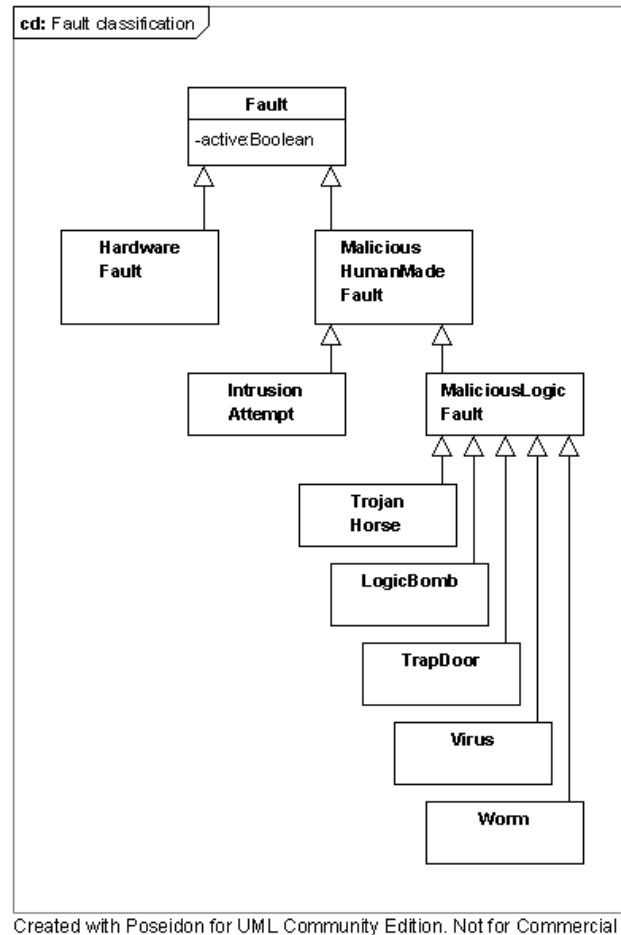 cd: Fault classification
Fault
-active:Boolean
Hardware
Fault
Malicious
HumanMade
Fault
Intrusion
Attempt
MaliciousLogic
Fault
Trojan
Horse
LogicBomb
TrapDoor
Virus
Worm
Created with Poseidon for UML Community Edition. Not for Commercial